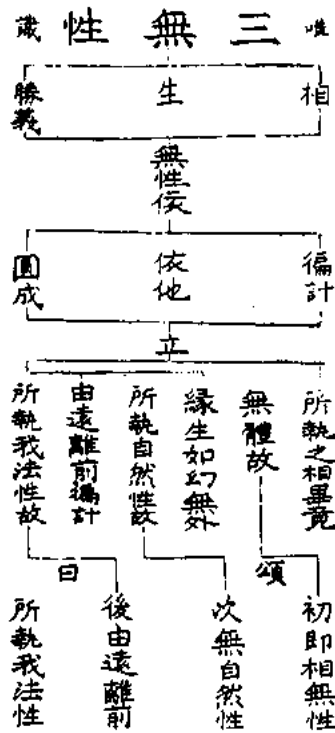 唯識
三無性
相
生
勝義
無性依
徧計
依他
圓成
立
所執之相畢竟
無體故
緣生如幻無外
所執自然性故
由遠離前徧計
所執我法性故
頌
曰
初即相無性
次無自然性
後由遠離前
所執我法性